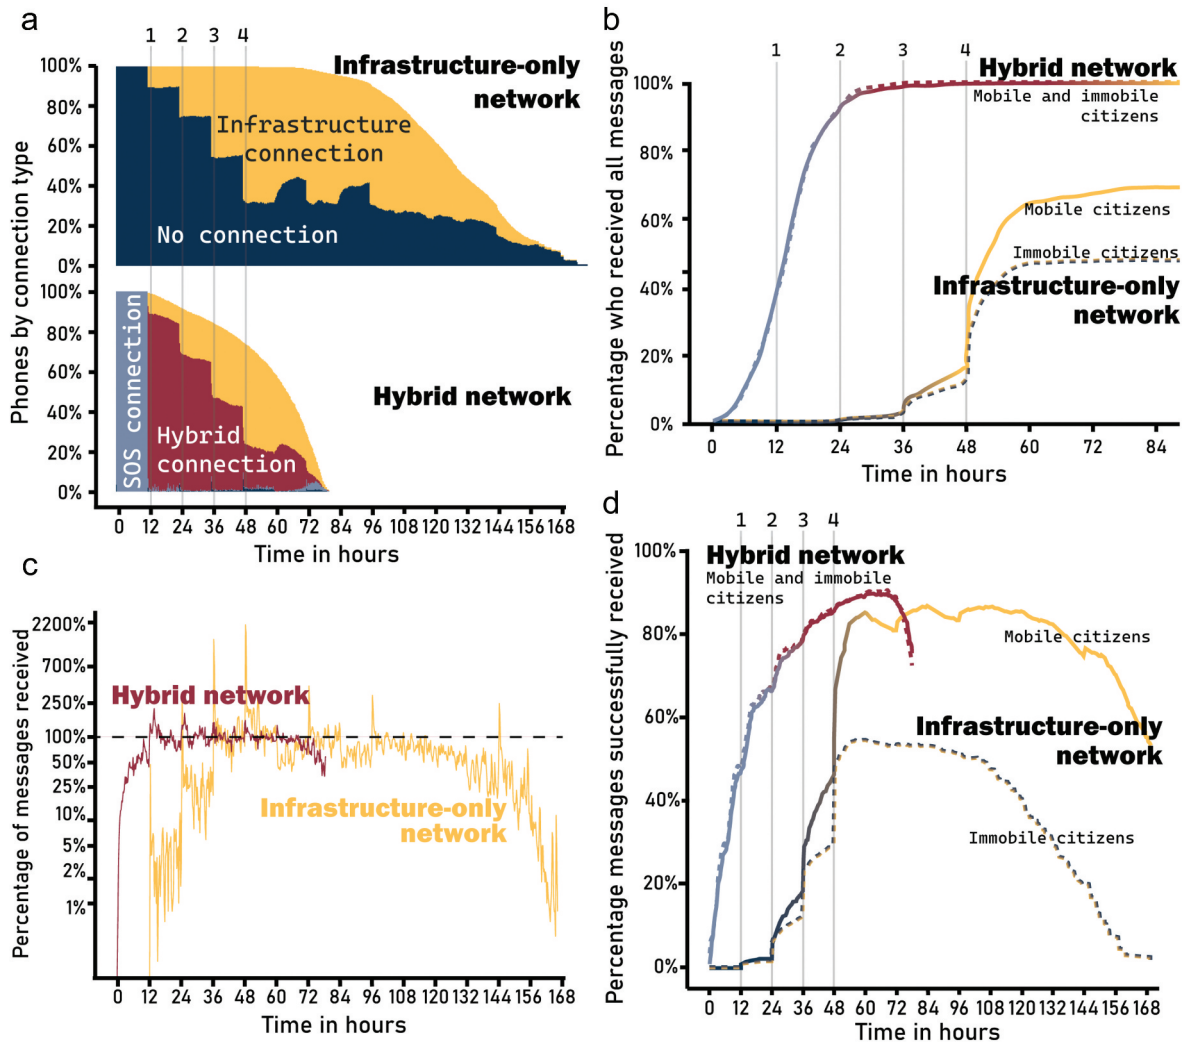 a
1 2 3 4
Infrastructure-only
network
100%
80%
60%
40%
20%
0%
Infrastructure
connection
No connection
Phones by connection type
100%
80%
60%
40%
20%
0%
SOS connection
Hybrid
connection
Hybrid network
0 12 24 36 48 60 72 84 96 108 120 132 144 156 168
Time in hours
b
1 2 3 4
Hybrid network
Mobile and immobile
citizens
100%
80%
60%
40%
20%
0%
Mobile citizens
Immobile citizens
Infrastructure-only
network
Percentage who received all messages
0 12 24 36 48 60 72 84
Time in hours
c
2200%
700%
250%
100%
50%
25%
10%
5%
2%
1%
Hybrid network
Infrastructure-only
network
Percentage of messages received
0 12 24 36 48 60 72 84 96 108 120 132 144 156 168
Time in hours
d
1 2 3 4
Hybrid network
Mobile and immobile
citizens
100%
80%
60%
40%
20%
0%
Mobile citizens
Infrastructure-only
network
Immobile citizens
Percentage messages successfully received
0 12 24 36 48 60 72 84 96 108 120 132 144 156 168
Time in hours